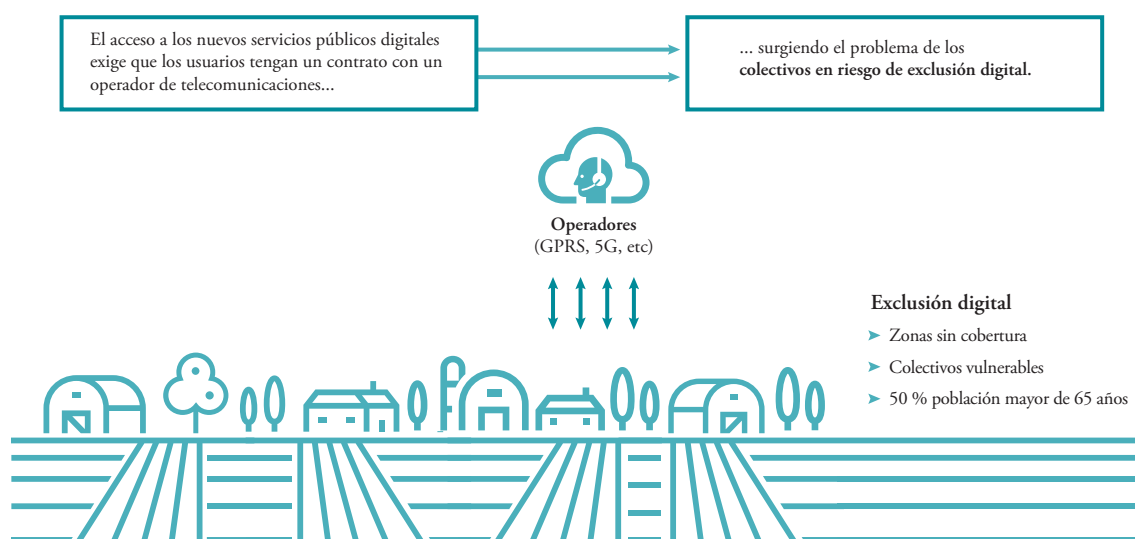 El acceso a los nuevos servicios públicos digitales
exige que los usuarios tengan un contrato con un
operador de telecomunicaciones...
... surgiendo el problema de los
colectivos en riesgo de exclusión digital.
Operadores
(GPRS, 5G, etc)
Exclusión digital
➤ Zonas sin cobertura
➤ Colectivos vulnerables
➤ 50 % población mayor de 65 años